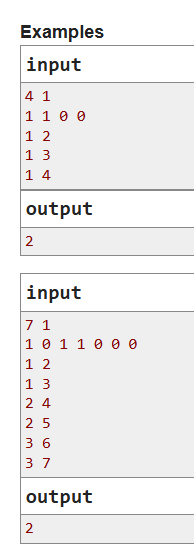 Examples
input
4 1
1 1 0 0
1 2
1 3
1 4
output
2
input
7 1
1 0 1 1 0 0 0
1 2
1 3
2 4
2 5
3 6
3 7
output
2